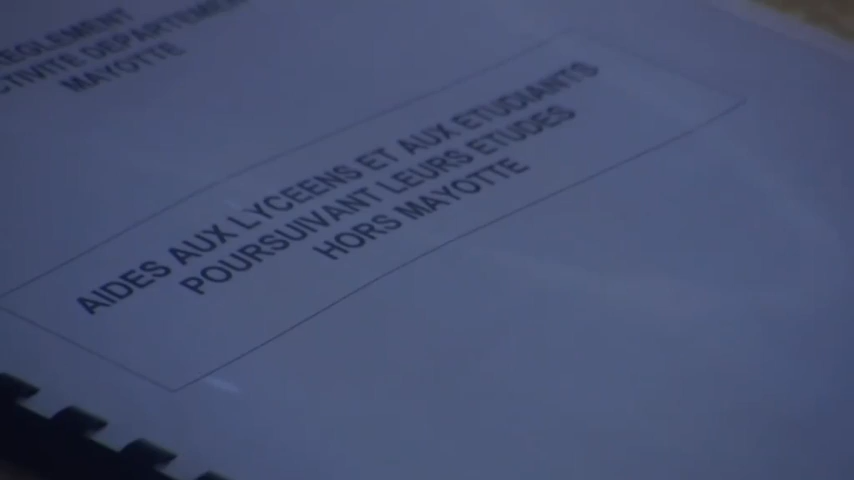 REGLEMENT
MAYOTTE
AIDES AUX LYCEENS ET AUX ETUDIANTS
POURSUIVANT LEURS ETUDES
HORS MAYOTTE